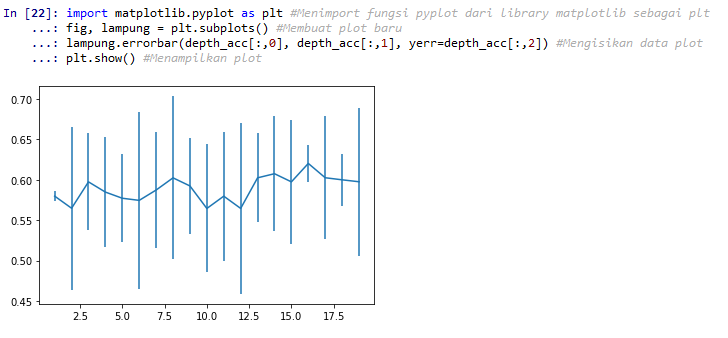 In [22]: import matplotlib.pyplot as plt #Menimport fungsi pyplot dari library matplotlib sebagai plt
...: fig, lampung = plt.subplots() #Membuat plot baru
...: lampung.errorbar(depth_acc[:,0], depth_acc[:,1], yerr=depth_acc[:,2]) #Mengisikan data plot
...: plt.show() #Menampilkan plot
0.70
0.65
0.60
0.55
0.50
0.45
2.5 5.0 7.5 10.0 12.5 15.0 17.5